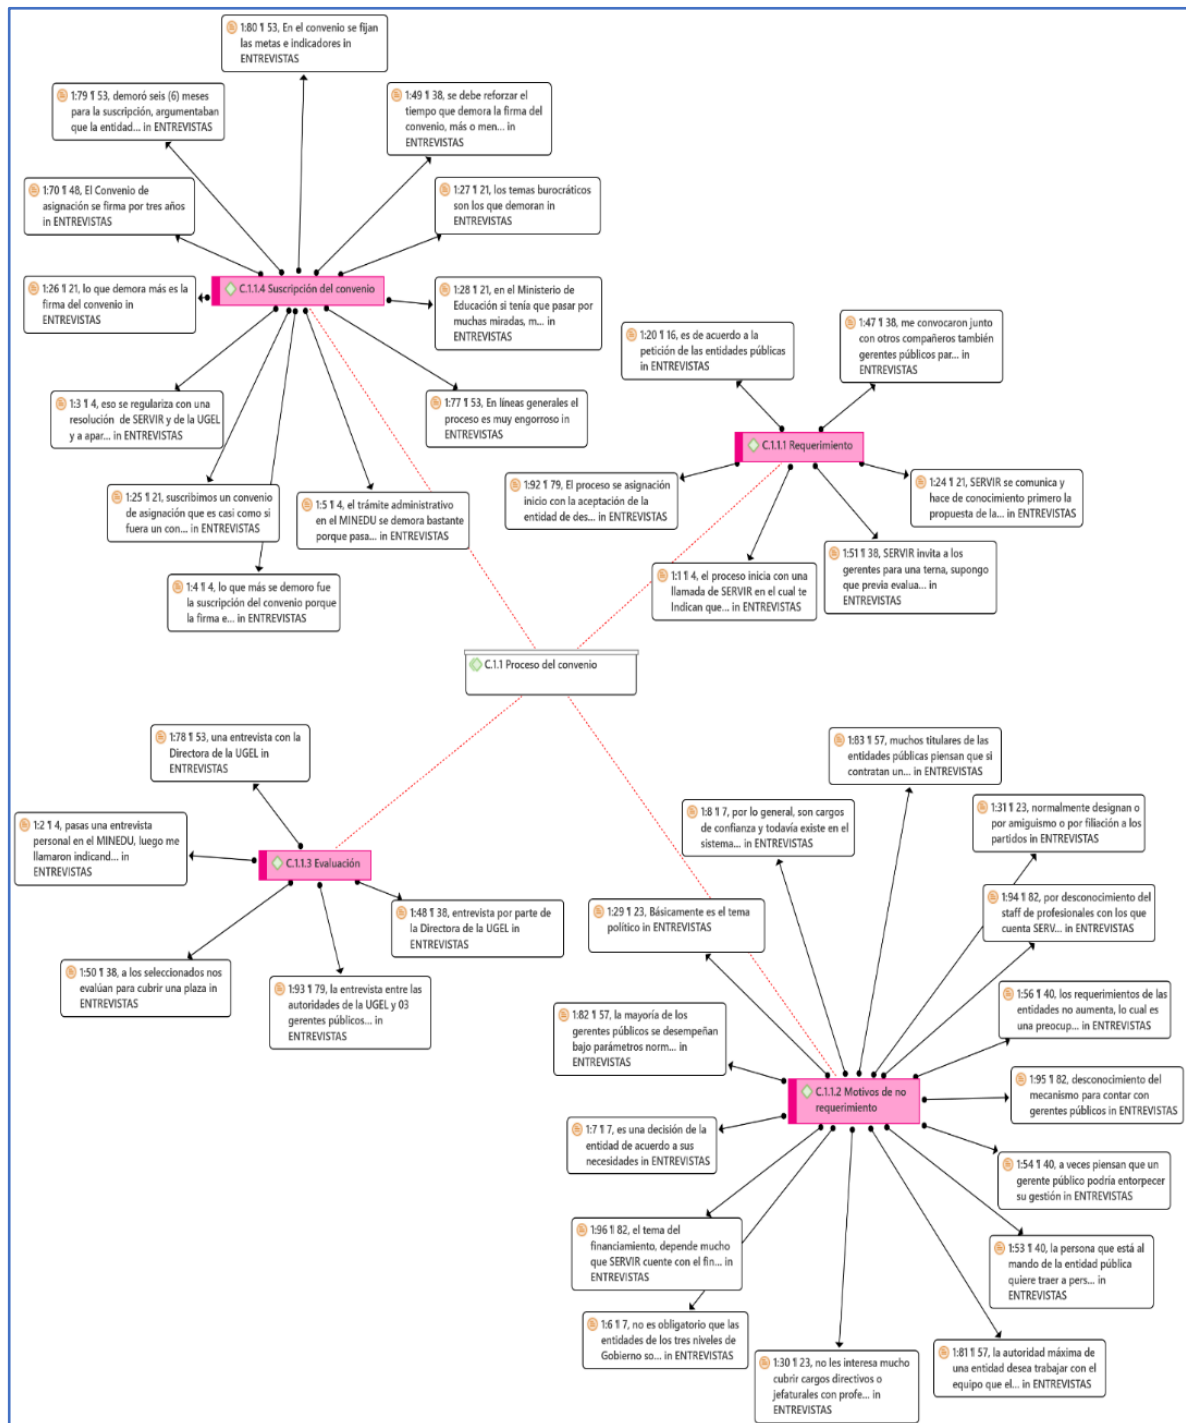 1:80 ¶ 53, En el convenio se fijan
las metas e indicadores in
ENTREVISTAS
1:79 ¶ 53, demoró seis (6) meses
para la suscripción, argumentaban
que la entidad... in ENTREVISTAS
1:49 ¶ 38, se debe reforzar el
tiempo que demora la firma del
convenio, más o men... in
ENTREVISTAS
1:70 ¶ 48, El Convenio de
asignación se firma por tres años
in ENTREVISTAS
1:27 ¶ 21, los temas burocráticos
son los que demoran in
ENTREVISTAS
C.1.1.4 Suscripción del convenio
1:26 ¶ 21, lo que demora más es la
firma del convenio in
ENTREVISTAS
1:28 ¶ 21, en el Ministerio de
Educación si tenía que pasar por
muchas miradas, m... in
ENTREVISTAS
1:3 ¶ 4, eso se regulariza con una
resolución de SERVIR y de la UGEL
y a apar... in ENTREVISTAS
1:77 ¶ 53, En líneas generales el
proceso es muy engorroso in
ENTREVISTAS
1:25 ¶ 21, suscribimos un convenio
de asignación que es casi como si
fuera un con... in ENTREVISTAS
1:5 ¶ 4, el trámite administrativo
en el MINEDU se demora bastante
porque pasa... in ENTREVISTAS
1:4 ¶ 4, lo que más se demoro fue
la suscripción del convenio porque
la firma e... in ENTREVISTAS
1:20 ¶ 16, es de acuerdo a la
petición de las entidades públicas
in ENTREVISTAS
1:47 ¶ 38, me convocaron junto
con otros compañeros también
gerentes públicos par... in
ENTREVISTAS
C.1.1.1 Requerimiento
1:92 ¶ 79, El proceso se asignación
inicio con la aceptación de la
entidad de des... in ENTREVISTAS
1:24 ¶ 21, SERVIR se comunica y
hace de conocimiento primero la
propuesta de la... in
ENTREVISTAS
1:1 ¶ 4, el proceso inicia con una
llamada de SERVIR en el cual te
Indican que... in ENTREVISTAS
1:51 ¶ 38, SERVIR invita a los
gerentes para una terna, supongo
que previa evalua... in
ENTREVISTAS
C.1.1 Proceso del convenio
1:78 ¶ 53, una entrevista con la
Directora de la UGEL in
ENTREVISTAS
1:2 ¶ 4, pasas una entrevista
personal en el MINEDU, luego me
llamaron indicand... in
ENTREVISTAS
C.1.1.3 Evaluación
1:48 ¶ 38, entrevista por parte de
la Directora de la UGEL in
ENTREVISTAS
1:50 ¶ 38, a los seleccionados nos
evalúan para cubrir una plaza in
ENTREVISTAS
1:93 ¶ 79, la entrevista entre las
autoridades de la UGEL y 03
gerentes públicos... in
ENTREVISTAS
1:83 ¶ 57, muchos titulares de las
entidades públicas piensan que si
contratan un... in ENTREVISTAS
1:8 ¶ 7, por lo general, son cargos
de confianza y todavía existe en el
sistema... in ENTREVISTAS
1:31 ¶ 23, normalmente designan o
por amiguismo o por filiación a los
partidos in ENTREVISTAS
1:29 ¶ 23, Básicamente es el tema
político in ENTREVISTAS
1:94 ¶ 82, por desconocimiento del
staff de profesionales con los que
cuenta SERV... in ENTREVISTAS
1:82 ¶ 57, la mayoría de los
gerentes públicos se desempeñan
bajo parámetros norm... in
ENTREVISTAS
1:56 ¶ 40, los requerimientos de las
entidades no aumenta, lo cual es
una preocup... in ENTREVISTAS
C.1.1.2 Motivos de no
requerimiento
1:95 ¶ 82, desconocimiento del
mecanismo para contar con
gerentes públicos in ENTREVISTAS
1:7 ¶ 7, es una decisión de la
entidad de acuerdo a sus
necesidades in ENTREVISTAS
1:54 ¶ 40, a veces piensan que un
gerente público podría entorpecer
su gestión in ENTREVISTAS
1:96 ¶ 82, el tema del
financiamiento, depende mucho
que SERVIR cuente con el fin... in
ENTREVISTAS
1:53 ¶ 40, la persona que está al
mando de la entidad pública
quiere traer a pers... in
ENTREVISTAS
1:6 ¶ 7, no es obligatorio que las
entidades de los tres niveles de
Gobierno so... in ENTREVISTAS
1:30 ¶ 23, no les interesa mucho
cubrir cargos directivos o
jefaturales con profe... in
ENTREVISTAS
1:81 ¶ 57, la autoridad máxima de
una entidad desea trabajar con el
equipo que el... in ENTREVISTAS